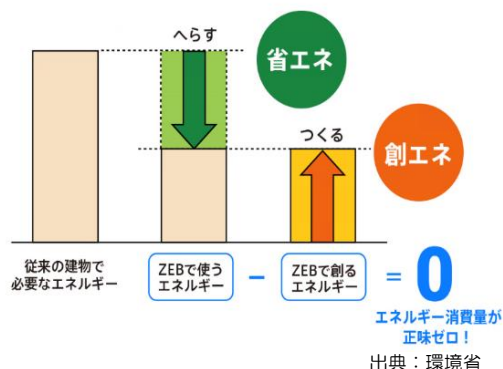 へらす
省エネ
つくる
創エネ
従来の建物で
必要なエネルギー
ZEBで使う
エネルギー
−
ZEBで創る
エネルギー
= 0
エネルギー消費量が
正味ゼロ!
出典：環境省